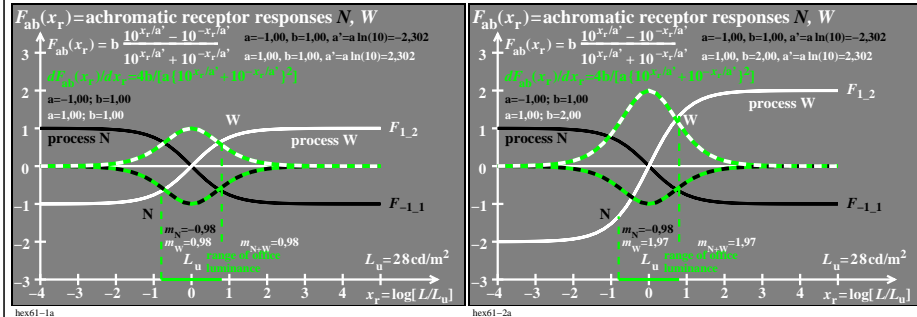 F_ab(x_r)=achromatic receptor responses N, W
F_ab(x_r)=b (10^{x_r/a'} − 10^{−x_r/a'}) / (10^{x_r/a'} + 10^{−x_r/a'})
a=−1,00, b=1,00, a'=a ln(10)=−2,302
a=1,00, b=1,00, a'=a ln(10)=2,302
dF_ab(x_r)/dx_r=4b/[a{10^{x_r/a'}+10^{−x_r/a'}}^2]
a=−1,00; b=1,00
a=1,00; b=1,00
3
2
1
0
−1
−2
−3
process N
W
process W
F_1_2
N
F_−1_1
m_N=−0,98
m_W=0,98
m_N+W=0,98
L_u
range of office
luminance
L_u=28cd/m^2
−4 −3 −2 −1 0 1 2 3 4
x_r=log[L/L_u]
hex61−1a
F_ab(x_r)=achromatic receptor responses N, W
F_ab(x_r)=b (10^{x_r/a'} − 10^{−x_r/a'}) / (10^{x_r/a'} + 10^{−x_r/a'})
a=−1,00, b=1,00, a'=a ln(10)=−2,302
a=1,00, b=2,00, a'=a ln(10)=2,302
dF_ab(x_r)/dx_r=4b/[a{10^{x_r/a'}+10^{−x_r/a'}}^2]
a=−1,00; b=1,00
a=1,00; b=2,00
3
2
1
0
−1
−2
−3
F_1_2
process W
W
process N
N
F_−1_1
m_N=−0,98
m_W=1,97
m_N+W=1,97
L_u
range of office
luminance
L_u=28cd/m^2
−4 −3 −2 −1 0 1 2 3 4
x_r=log[L/L_u]
hex61−2a